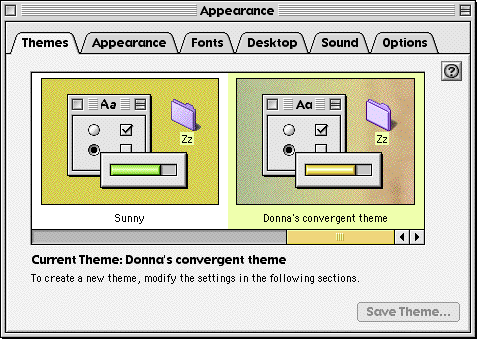 Appearance
Themes Appearance Fonts Desktop Sound Options
?
Aa Aa
Zz Zz
Sunny Donna's convergent theme
Current Theme: Donna's convergent theme
To create a new theme, modify the settings in the following sections.
Save Theme...